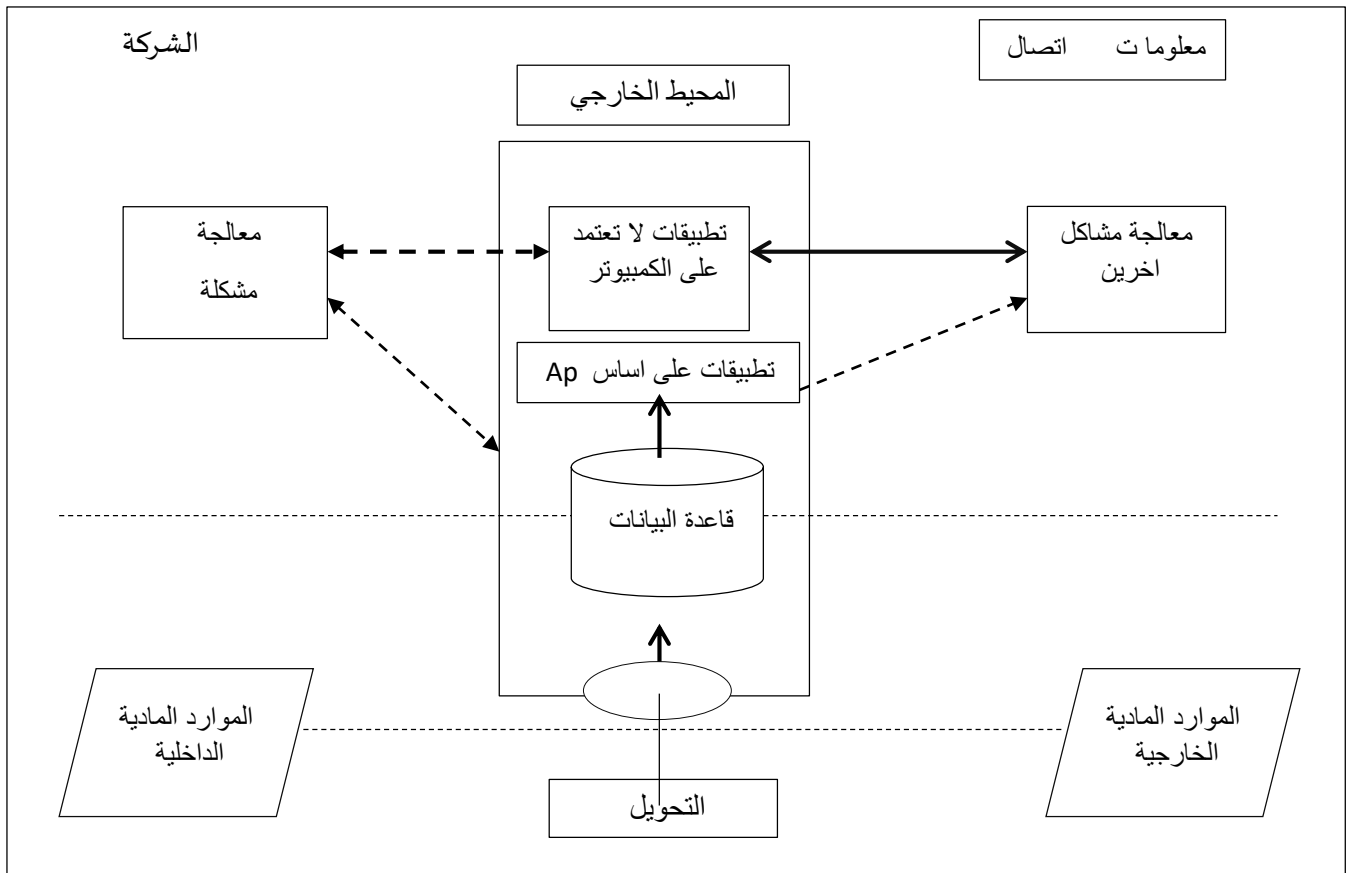 الشركة
معلوما ت اتصال
المحيط الخارجي
معالجة
مشكلة
تطبيقات لا تعتمد
على الكمبيوتر
معالجة مشاكل
اخرين
تطبيقات على اساس Ap
قاعدة البيانات
الموارد المادية
الداخلية
الموارد المادية
الخارجية
التحويل